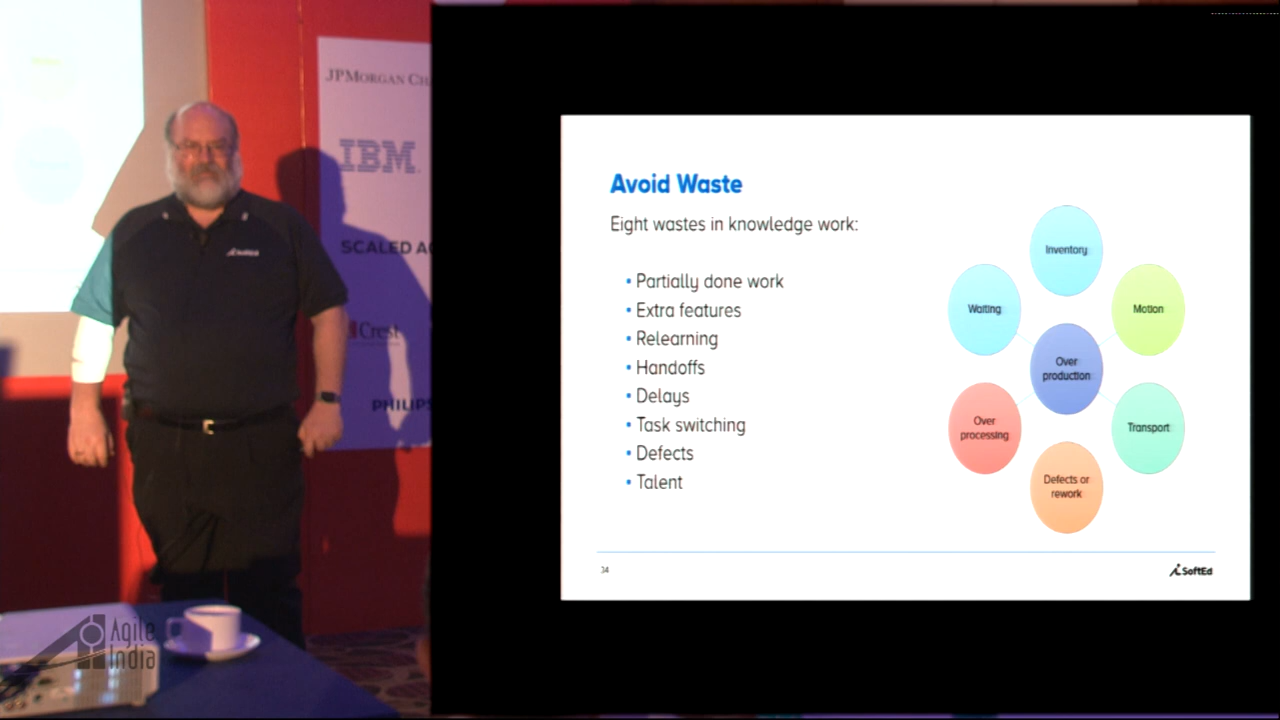 JPMORGAN CH
IBM
SCALED A
Crest
PHILIPS
SoftEd
Agile
India
Avoid Waste
Eight wastes in knowledge work:
• Partially done work
• Extra features
• Relearning
• Handoffs
• Delays
• Task switching
• Defects
• Talent
Inventory
Waiting
Motion
Over
production
Over
processing
Transport
Defects or
rework
34
SoftEd